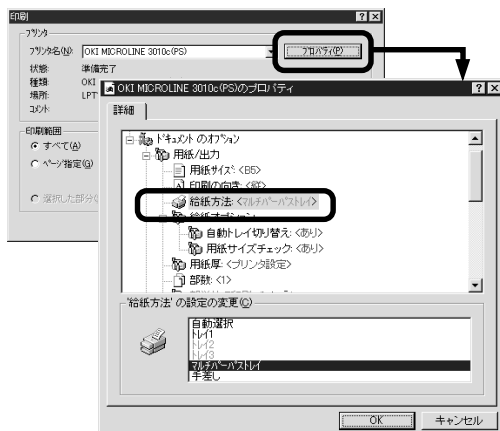 印刷
プリンタ
プリンタ名(N):
OKI MICROLINE 3010c(PS)
プロパティ(P)
状態:
準備完了
種類:
OKI
場所:
LPT
コメント:
印刷範囲
すべて(A)
ページ指定(G)
選択した部分(
OKI MICROLINE 3010c(PS)のプロパティ
詳細
ドキュメント のオプション
用紙/出力
用紙サイズ: <B5>
印刷の向き: <縦>
給紙方法: <マルチパーパストレイ>
給紙オプション
自動トレイ切り替え: <あり>
用紙サイズチェック: <あり>
用紙厚: <プリンタ設定>
部数: <1>
'給紙方法' の設定の変更(C)
自動選択
トレイ1
トレイ2
トレイ3
マルチパーパストレイ
手差し
OK
キャンセル